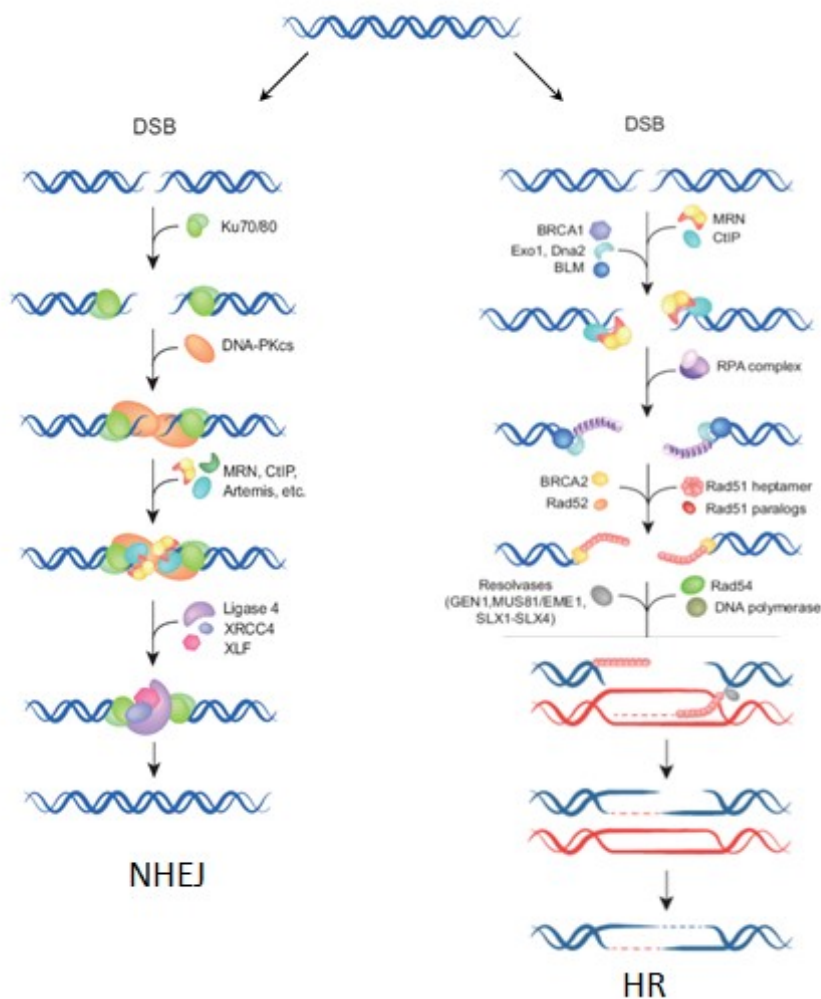 DSB
Ku70/80
DNA-PKcs
MRN, CtIP,
Artemis, etc.
Ligase 4
XRCC4
XLF
NHEJ
DSB
BRCA1
Exo1, Dna2
BLM
MRN
CtIP
RPA complex
BRCA2
Rad52
Rad51 heptamer
Rad51 paralogs
Resolvases
(GEN1,MUS81/EME1,
SLX1-SLX4)
Rad54
DNA polymerase
HR